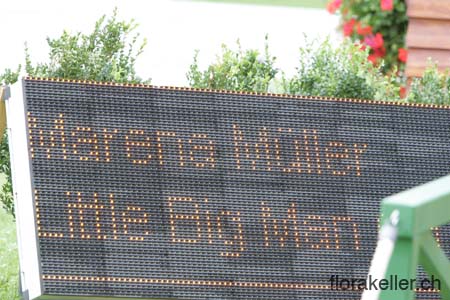 Marena Müller
Little Big Man
florakeller.ch